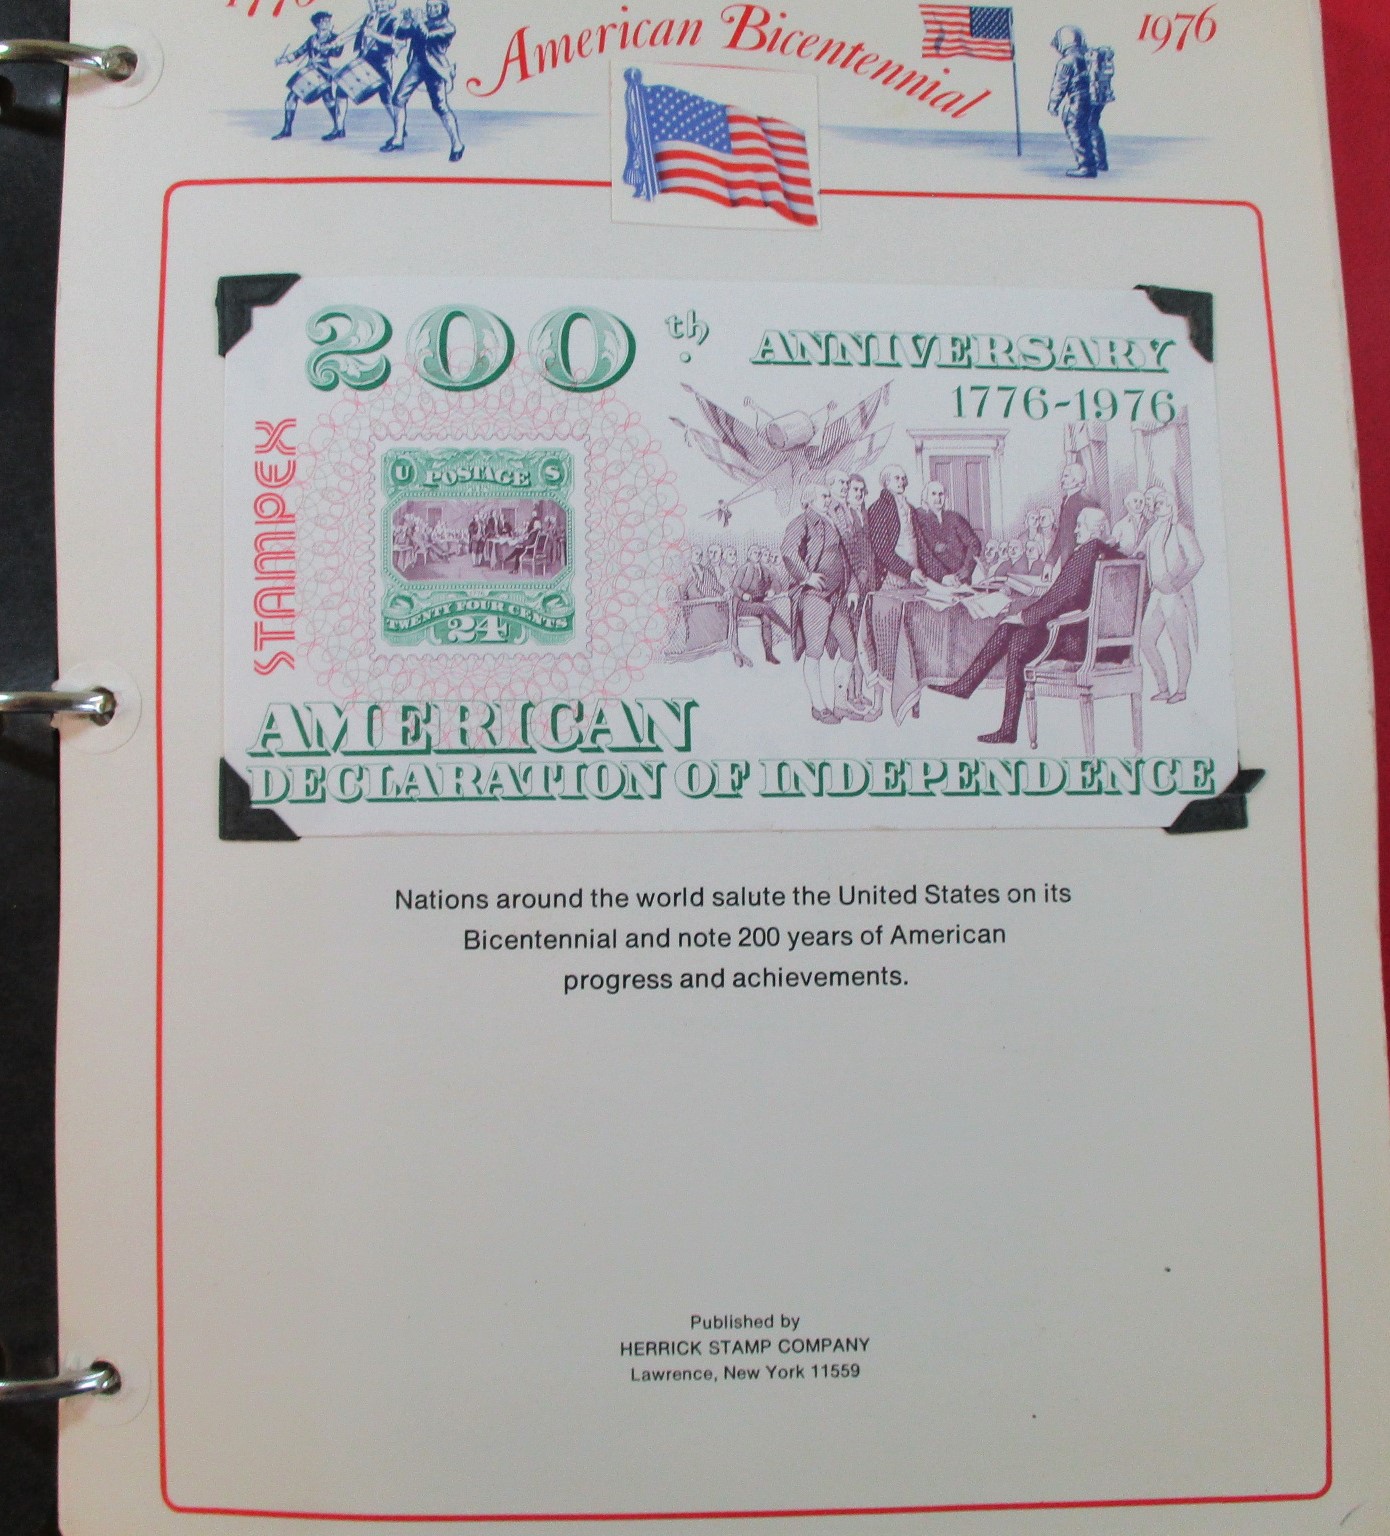 1776
American Bicentennial
1976
200th ANNIVERSARY
1776-1976
STAMPEX
U POSTAGE S
TWENTY FOUR CENTS
24
AMERICAN
DECLARATION OF INDEPENDENCE
Nations around the world salute the United States on its
Bicentennial and note 200 years of American
progress and achievements.
Published by
HERRICK STAMP COMPANY
Lawrence, New York 11559